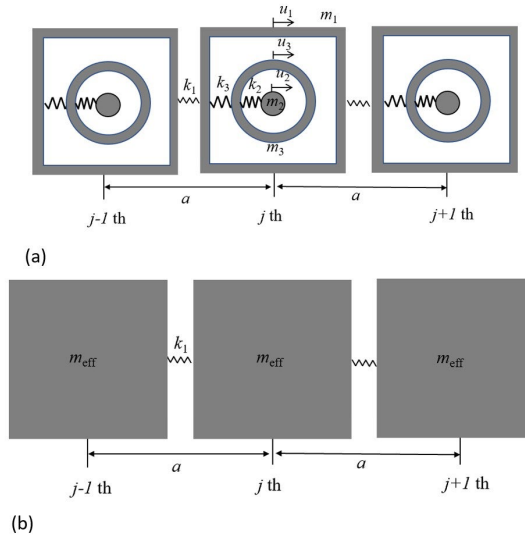 u1 m1
u3
k1 k3 k2 u2
m2
m3
a a
j-1 th j th j+1 th
(a)
k1
meff meff meff
a a
j-1 th j th j+1 th
(b)